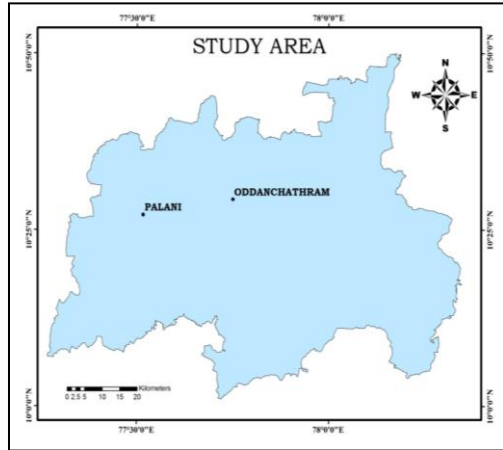 77°30'0"E 78°0'0"E
STUDY AREA
10°50'0"N 10°50'0"N
N
W E
S
ODDANCHATHRAM
PALANI
10°25'0"N 10°25'0"N
Kilometers
0 2.5 5 10 15 20
10°0'0"N 10°0'0"N
77°30'0"E 78°0'0"E